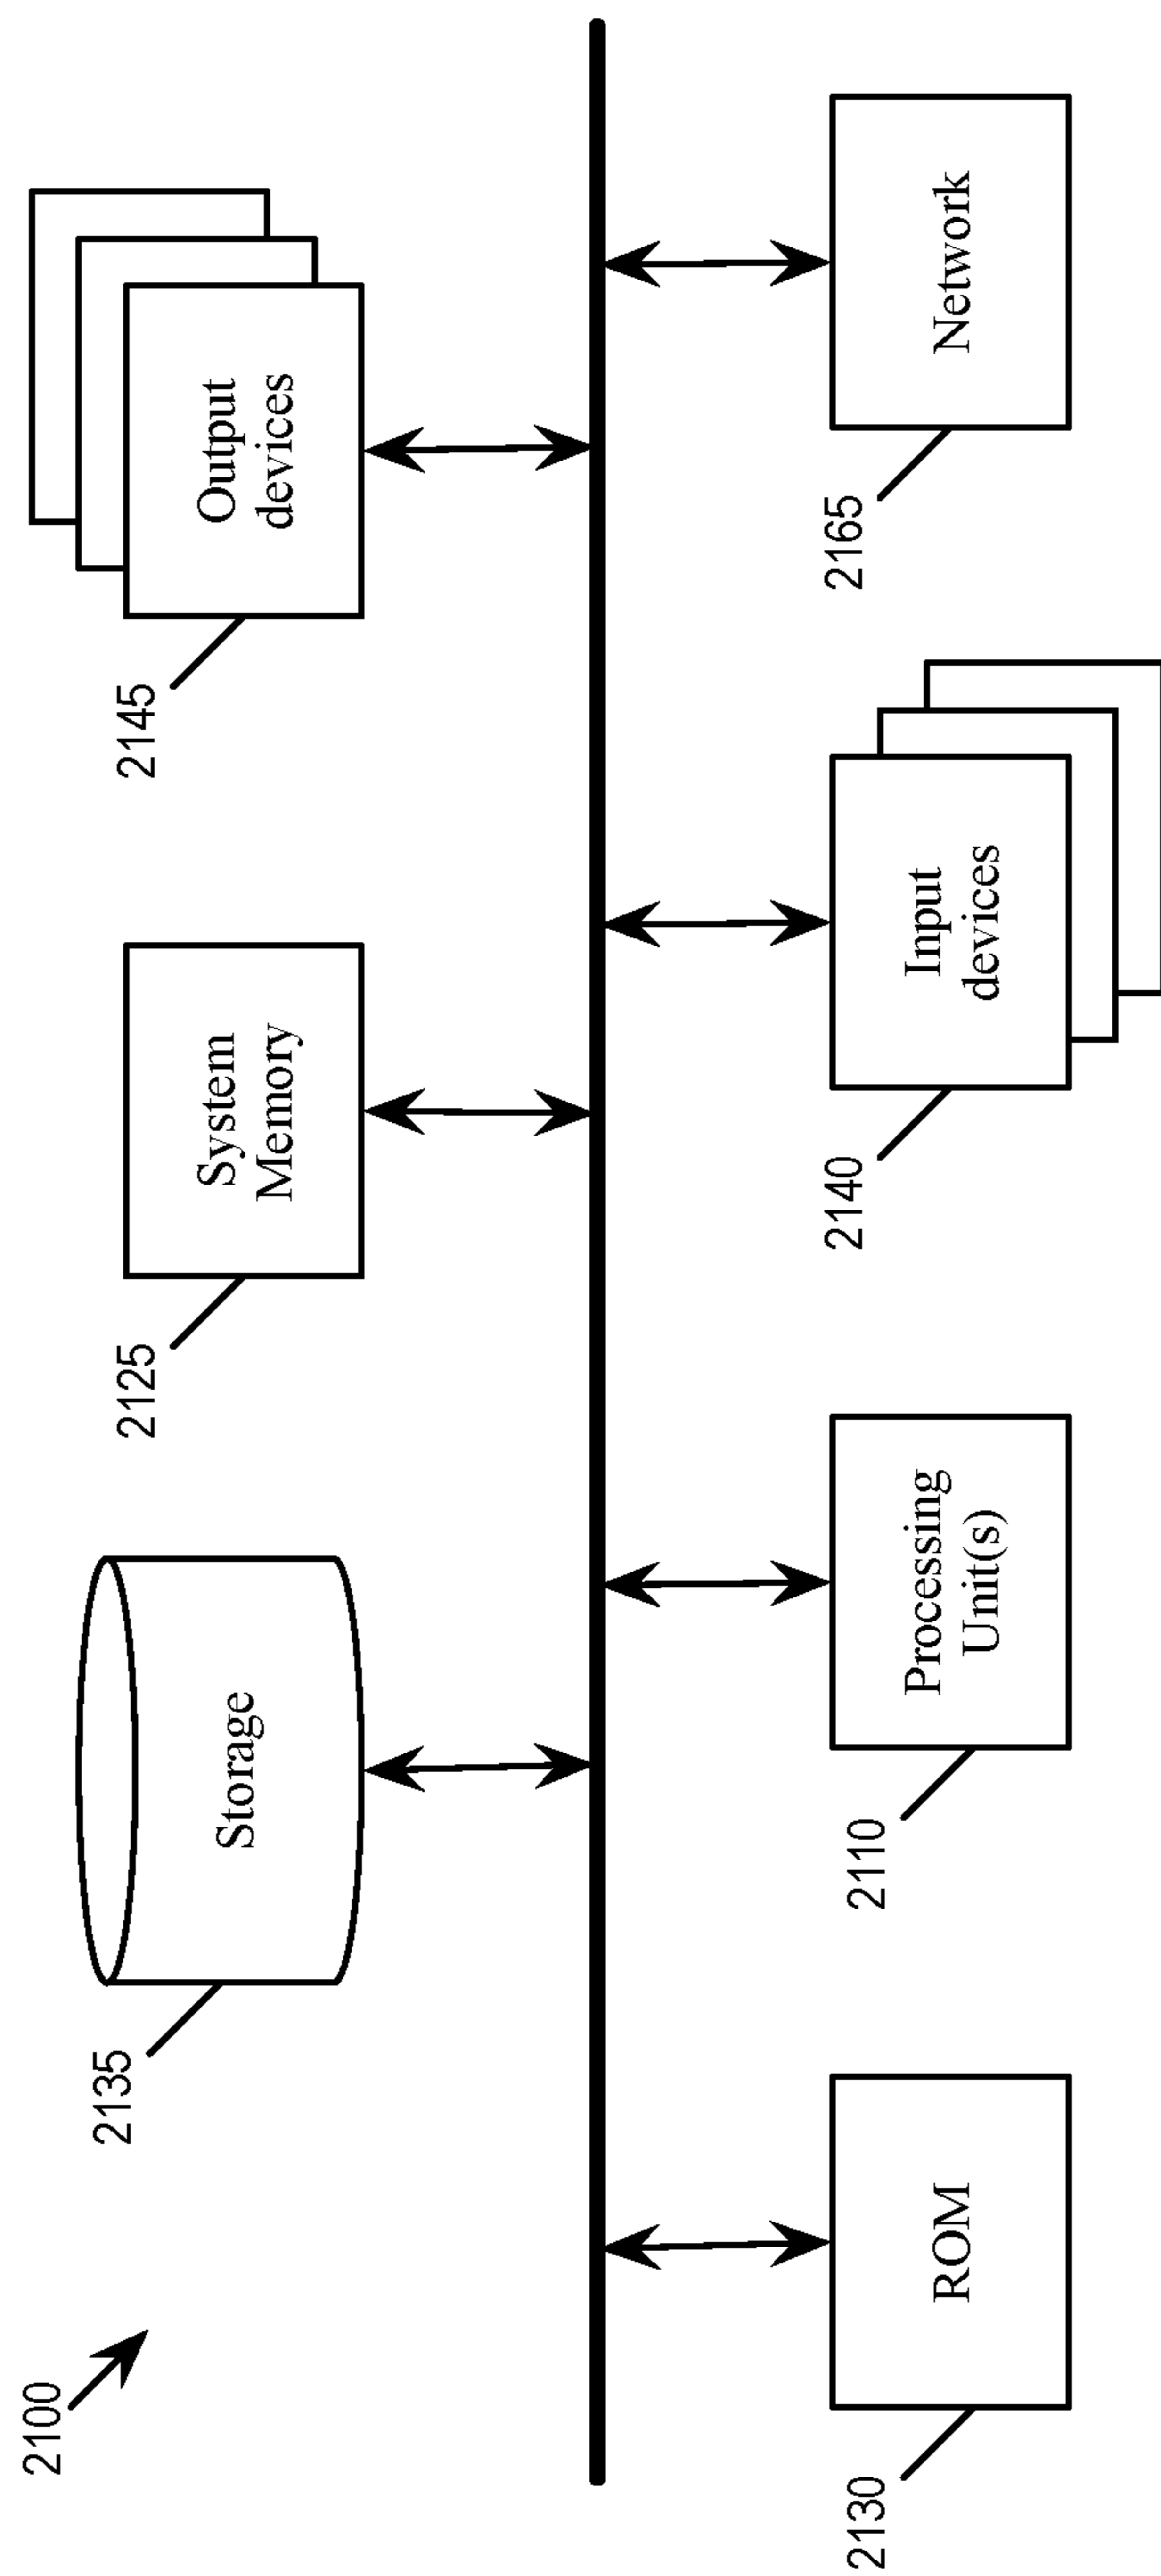 2100
2135
Storage
2125
System
Memory
2145
Output
devices
2130
ROM
2110
Processing
Unit(s)
2140
Input
devices
2165
Network